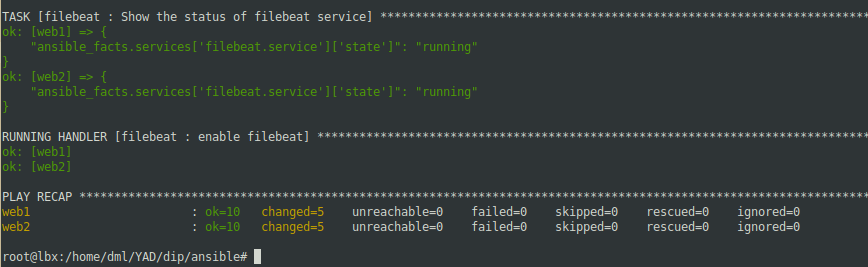 TASK [filebeat : Show the status of filebeat service] **********************************************************************
ok: [web1] => {
    "ansible_facts.services['filebeat.service']['state']": "running"
}
ok: [web2] => {
    "ansible_facts.services['filebeat.service']['state']": "running"
}
RUNNING HANDLER [filebeat : enable filebeat] *******************************************************************************
ok: [web1]
ok: [web2]
PLAY RECAP *****************************************************************************************************************
web1                       : ok=10   changed=5    unreachable=0    failed=0    skipped=0    rescued=0    ignored=0
web2                       : ok=10   changed=5    unreachable=0    failed=0    skipped=0    rescued=0    ignored=0
root@lbx:/home/dml/YAD/dip/ansible#